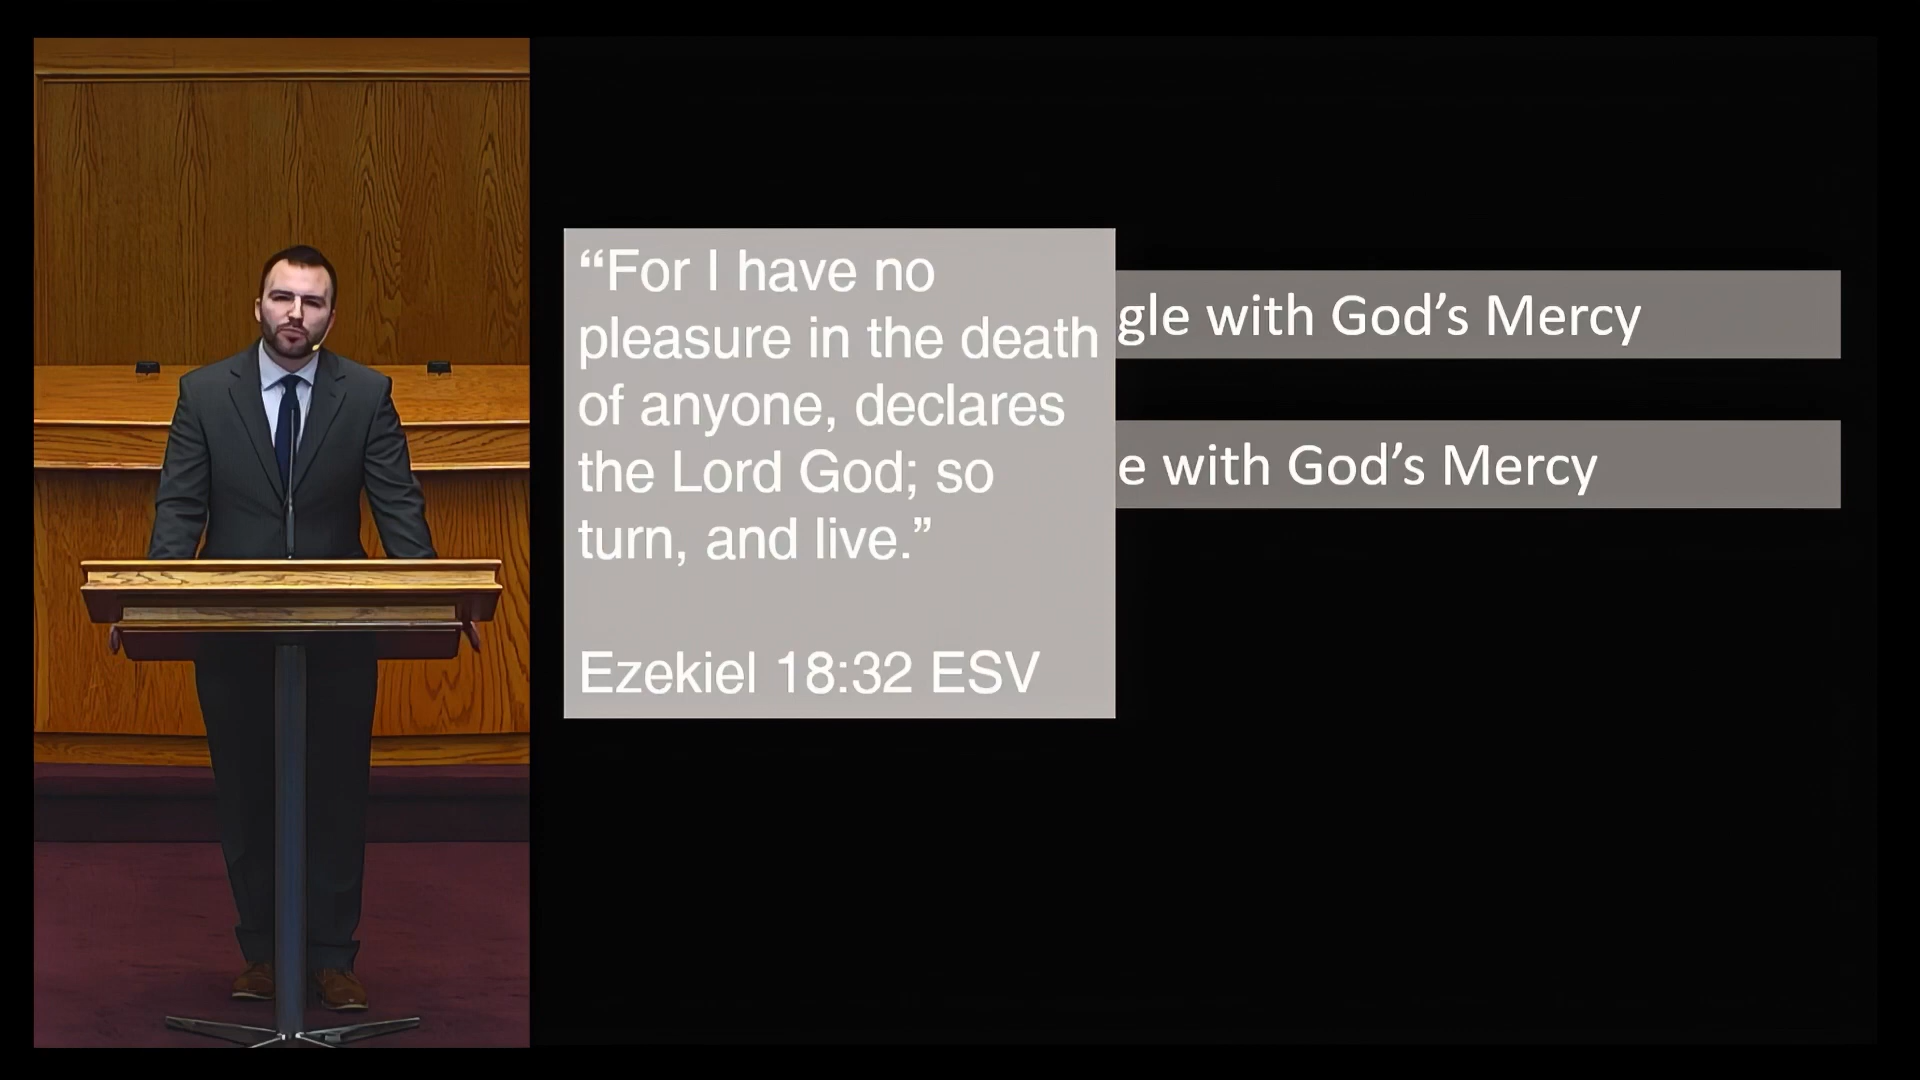 “For I have no
pleasure in the death
of anyone, declares
the Lord God; so
turn, and live.”
Ezekiel 18:32 ESV
gle with God’s Mercy
e with God’s Mercy